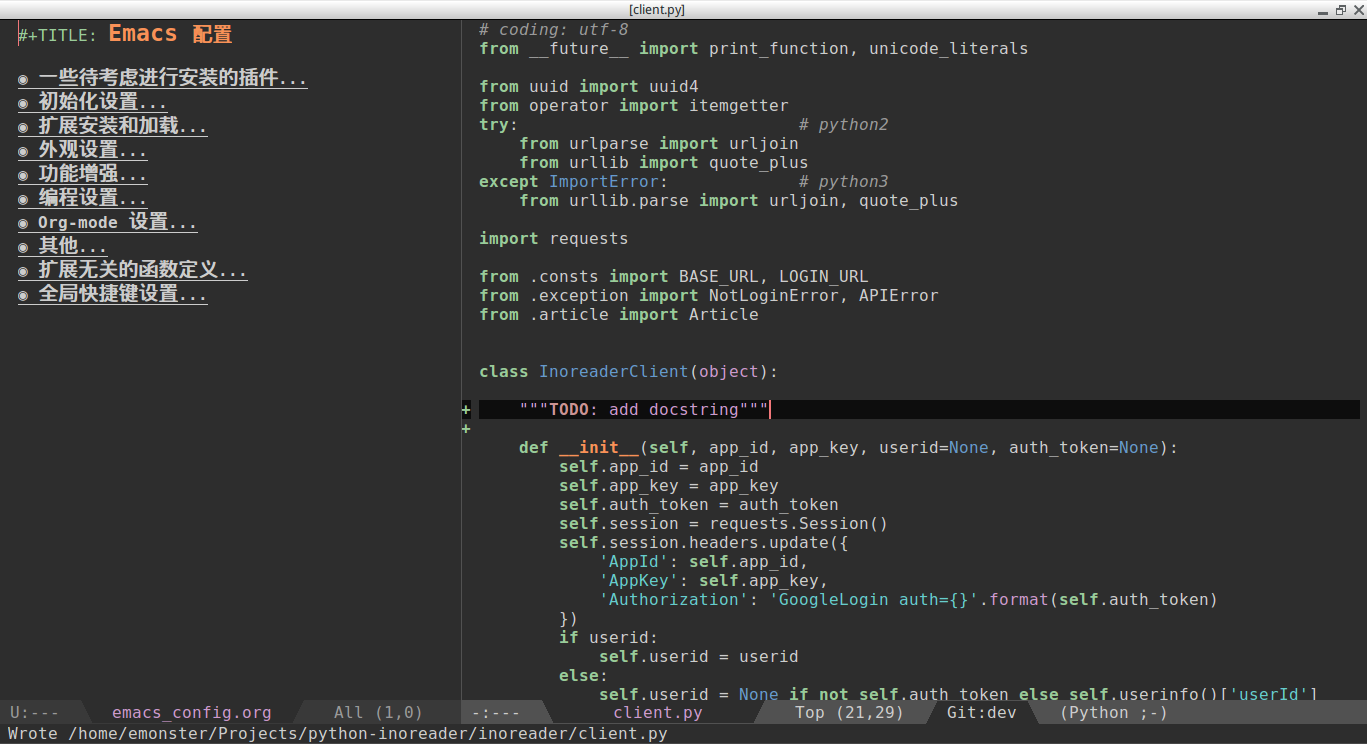 [client.py]
#+TITLE: Emacs 配置
◉ 一些待考虑进行安装的插件...
◉ 初始化设置...
◉ 扩展安装和加载...
◉ 外观设置...
◉ 功能增强...
◉ 编程设置...
◉ Org-mode 设置...
◉ 其他...
◉ 扩展无关的函数定义...
◉ 全局快捷键设置...
# coding: utf-8
from __future__ import print_function, unicode_literals
from uuid import uuid4
from operator import itemgetter
try:                            # python2
    from urlparse import urljoin
    from urllib import quote_plus
except ImportError:             # python3
    from urllib.parse import urljoin, quote_plus
import requests
from .consts import BASE_URL, LOGIN_URL
from .exception import NotLoginError, APIError
from .article import Article
class InoreaderClient(object):
+    """TODO: add docstring"""
+
    def __init__(self, app_id, app_key, userid=None, auth_token=None):
        self.app_id = app_id
        self.app_key = app_key
        self.auth_token = auth_token
        self.session = requests.Session()
        self.session.headers.update({
            'AppId': self.app_id,
            'AppKey': self.app_key,
            'Authorization': 'GoogleLogin auth={}'.format(self.auth_token)
        })
        if userid:
            self.userid = userid
        else:
            self.userid = None if not self.auth_token else self.userinfo()['userId']
U:--- emacs_config.org All (1,0)
-:--- client.py Top (21,29) Git:dev (Python ;-)
Wrote /home/emonster/Projects/python-inoreader/inoreader/client.py